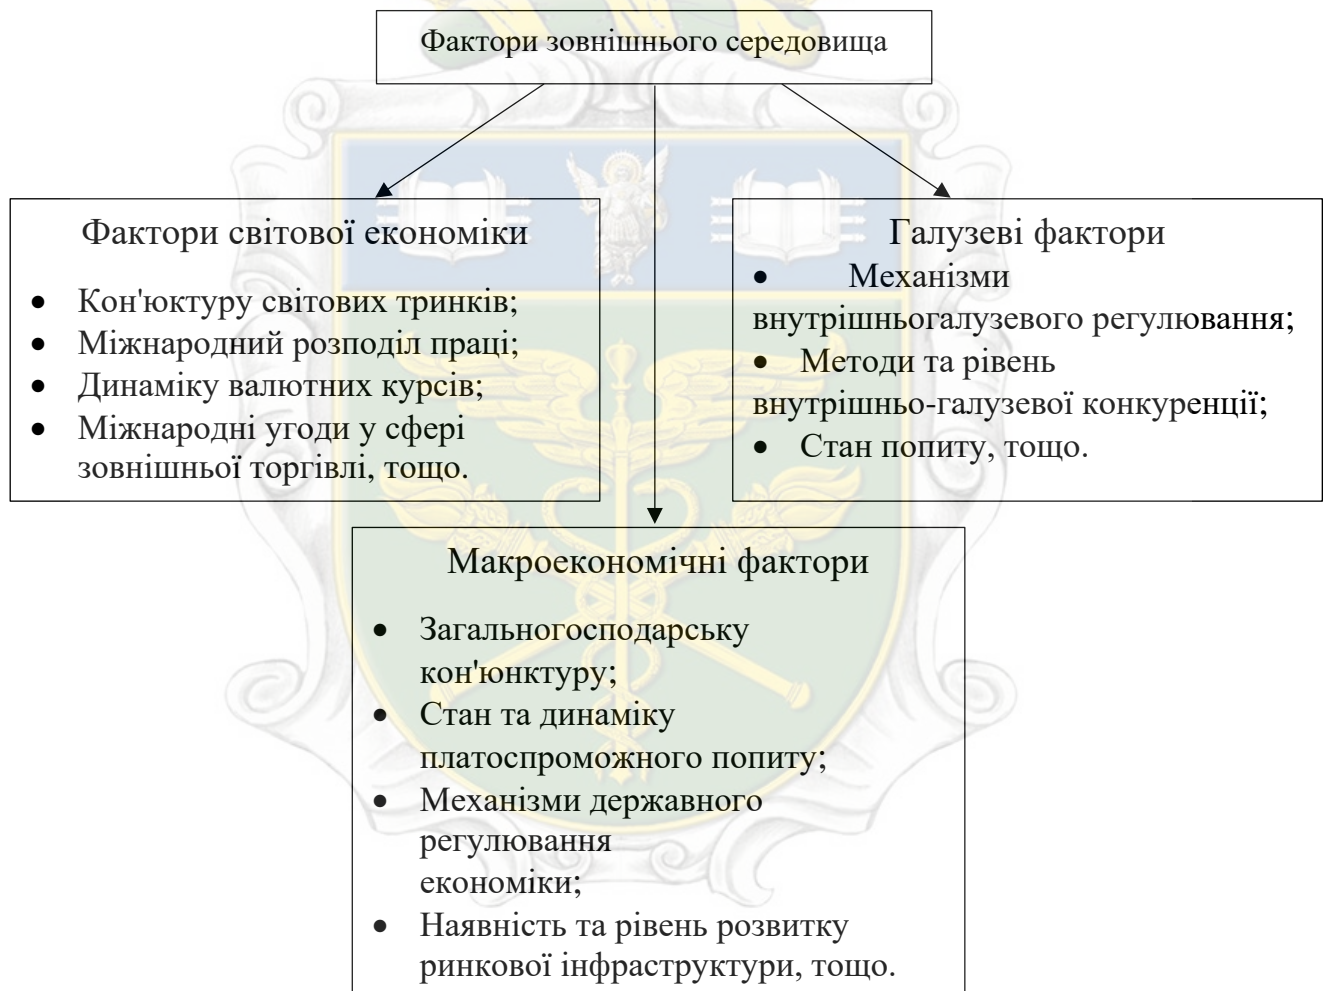 Фактори зовнішнього середовища
Фактори світової економіки
• Кон'юктуру світових тринків;
• Міжнародний розподіл праці;
• Динаміку валютних курсів;
• Міжнародні угоди у сфері
зовнішньої торгівлі, тощо.
Галузеві фактори
• Механізми
внутрішньогалузевого регулювання;
• Методи та рівень
внутрішньо-галузевої конкуренції;
• Стан попиту, тощо.
Макроекономічні фактори
• Загальногосподарську
кон'юнктуру;
• Стан та динаміку
платоспроможного попиту;
• Механізми державного
регулювання
економіки;
• Наявність та рівень розвитку
ринкової інфраструктури, тощо.